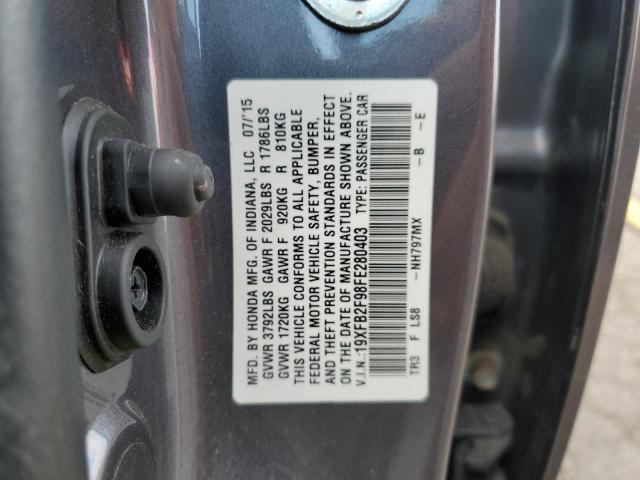 MFD. BY HONDA MFG. OF INDIANA, LLC 07/15
GVWR 3792LBS GAWR F 2029LBS R 1786LBS
GVWR 1720KG GAWR F 920KG R 810KG
THIS VEHICLE CONFORMS TO ALL APPLICABLE
FEDERAL MOTOR VEHICLE SAFETY, BUMPER,
AND THEFT PREVENTION STANDARDS IN EFFECT
ON THE DATE OF MANUFACTURE SHOWN ABOVE.
V.I.N.:19XFB2F98FE280403 TYPE: PASSENGER CAR
TR3 F LS8 -NH797MX -B -E